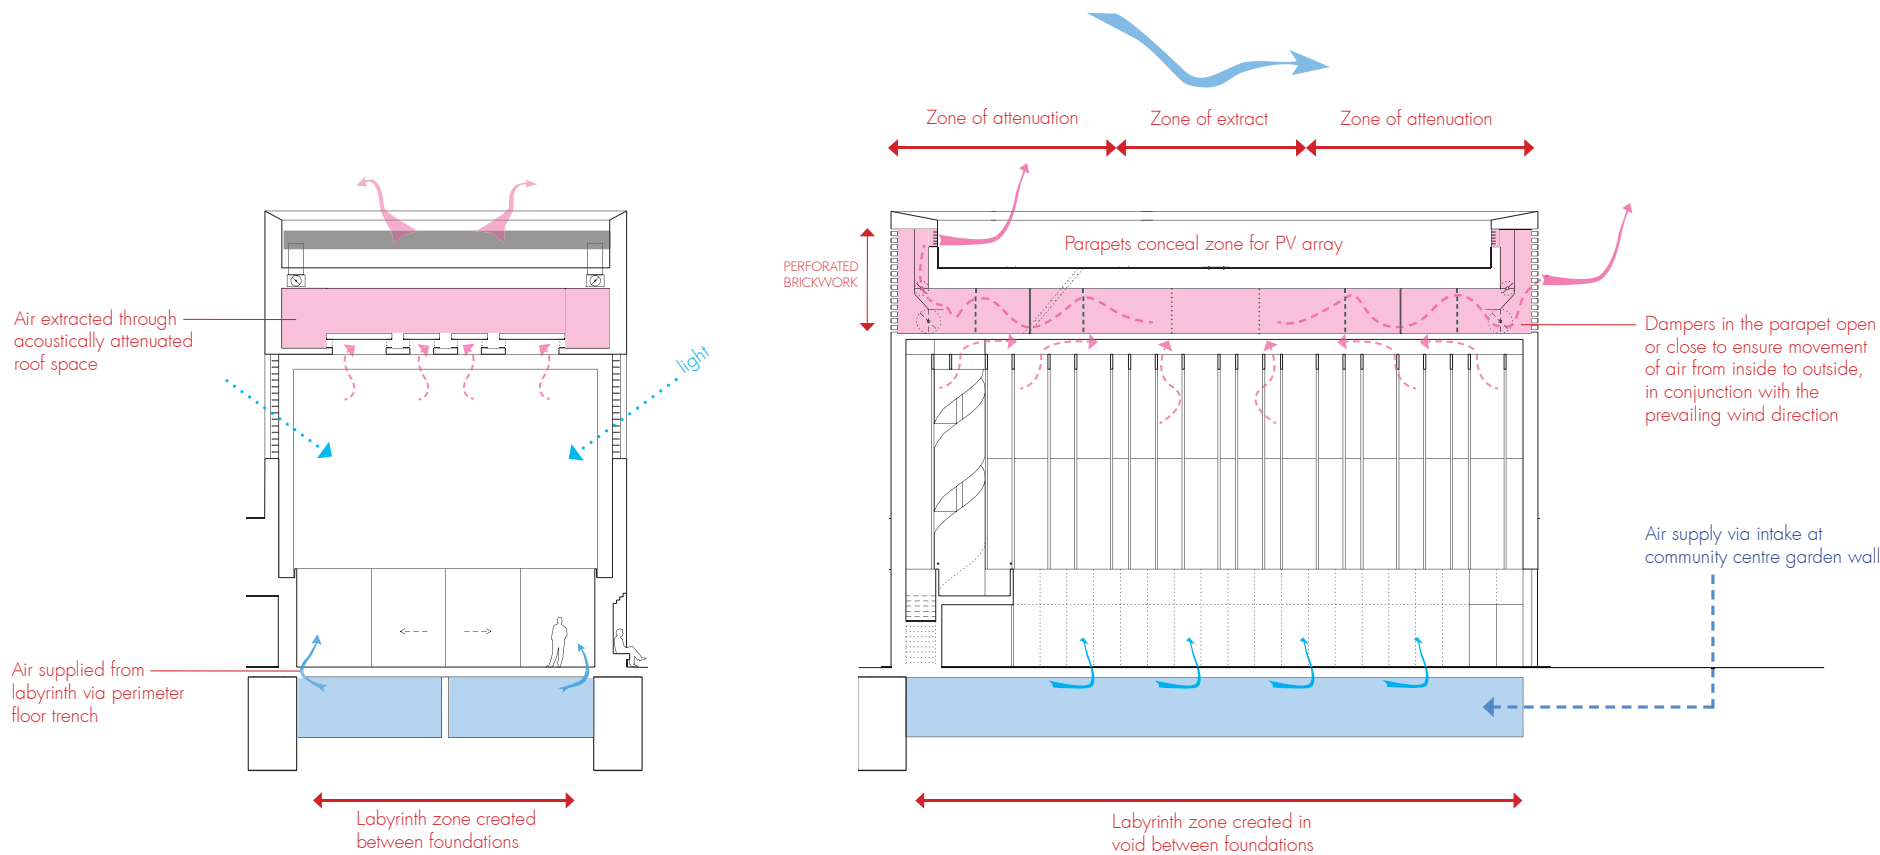 Zone of attenuation
Zone of extract
Zone of attenuation
Parapets conceal zone for PV array
PERFORATED
BRICKWORK
Air extracted through
acoustically attenuated
roof space
light
Dampers in the parapet open
or close to ensure movement
of air from inside to outside,
in conjunction with the
prevailing wind direction
Air supply via intake at
community centre garden wall
Air supplied from
labyrinth via perimeter
floor trench
Labyrinth zone created
between foundations
Labyrinth zone created in
void between foundations